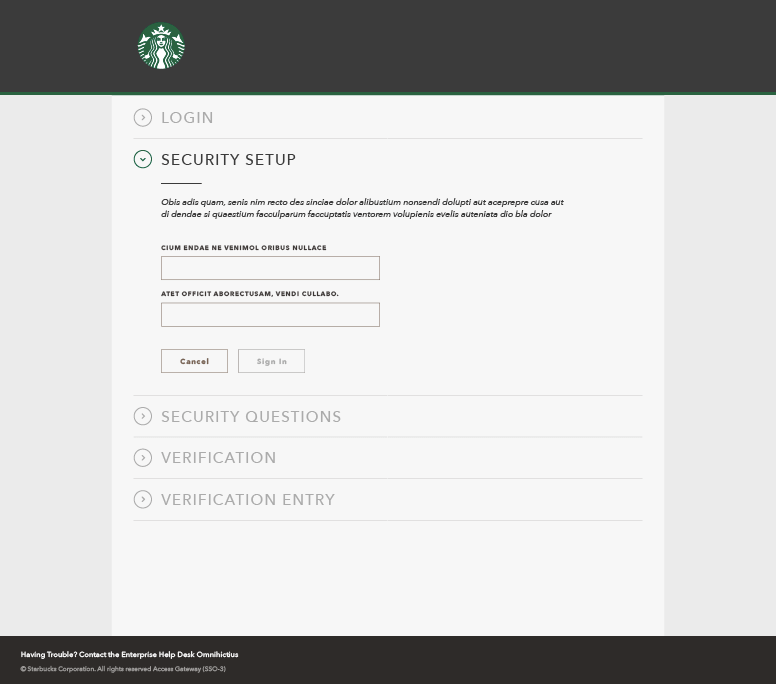 LOGIN
SECURITY SETUP
Obis adis quam, senis nim recto des sinciae dolor alibustium nonsendi dolupti aut aceprepre cusa aut
di dendae si quaestium facculparum faccuptatis ventorem volupienis evelis auteniata dio bla dolor
CIUM ENDAE NE VENIMOL ORIBUS NULLACE
ATET OFFICIT ABORECTUSAM, VENDI CULLABO.
Cancel
Sign In
SECURITY QUESTIONS
VERIFICATION
VERIFICATION ENTRY
Having Trouble? Contact the Enterprise Help Desk Omnihictius
© Starbucks Corporation. All rights reserved Access Gateway (SSO-3)